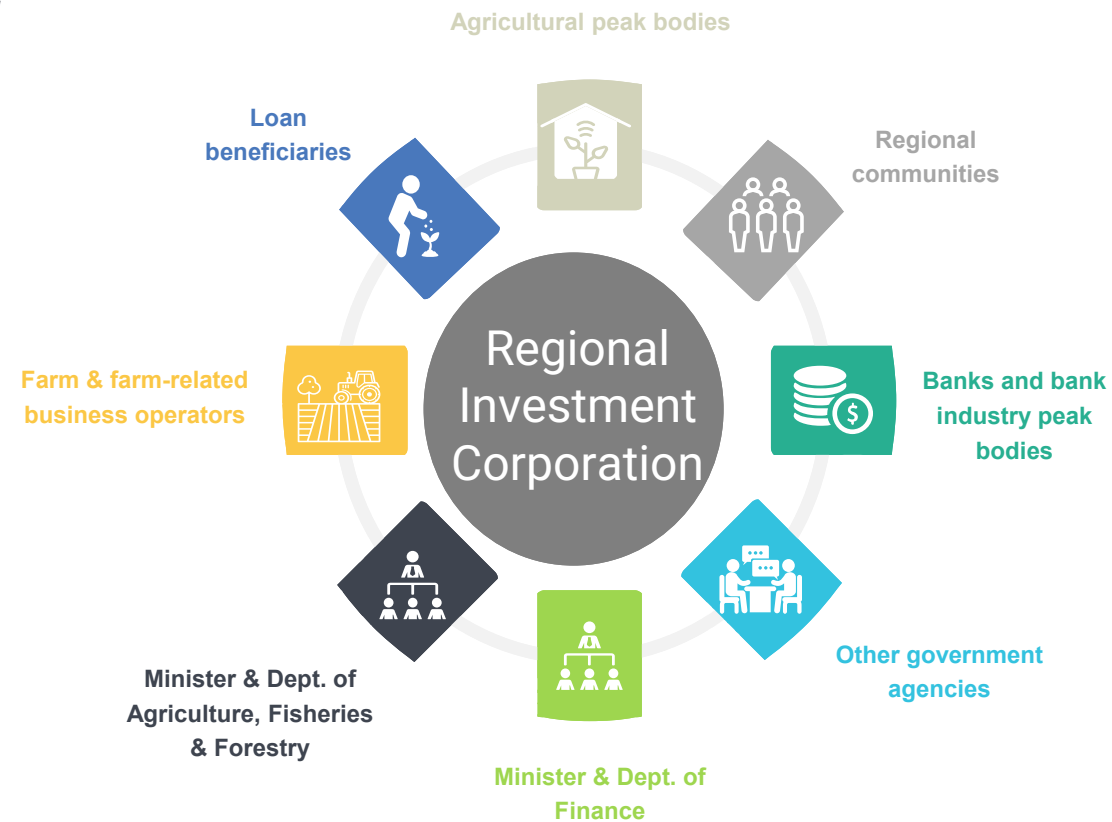 Agricultural peak bodies
Loan
beneficiaries
Regional
communities
Regional
Investment
Corporation
Farm & farm-related
business operators
Banks and bank
industry peak
bodies
$
Other government
agencies
Minister & Dept. of
Agriculture, Fisheries
& Forestry
Minister & Dept. of
Finance